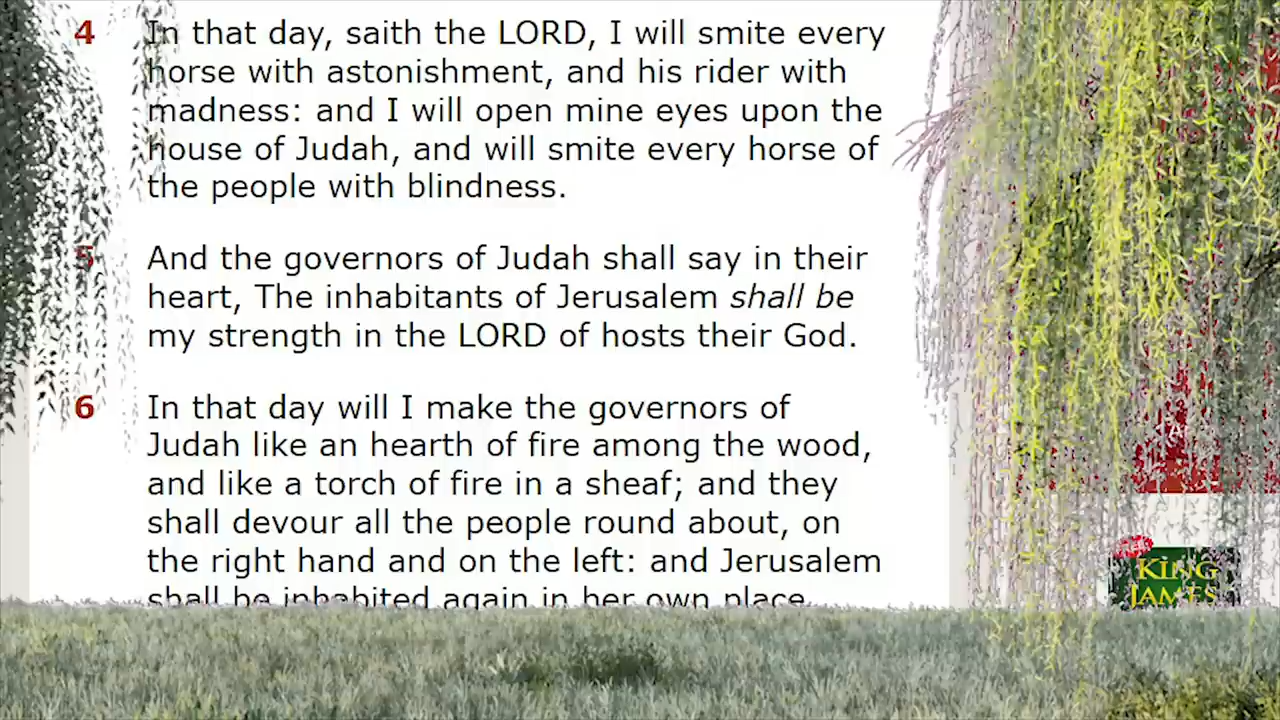 4 In that day, saith the LORD, I will smite every
horse with astonishment, and his rider with
madness: and I will open mine eyes upon the
house of Judah, and will smite every horse of
the people with blindness.
5 And the governors of Judah shall say in their
heart, The inhabitants of Jerusalem shall be
my strength in the LORD of hosts their God.
6 In that day will I make the governors of
Judah like an hearth of fire among the wood,
and like a torch of fire in a sheaf; and they
shall devour all the people round about, on
the right hand and on the left: and Jerusalem
shall be inhabited again in her own place,
KING
JAMES